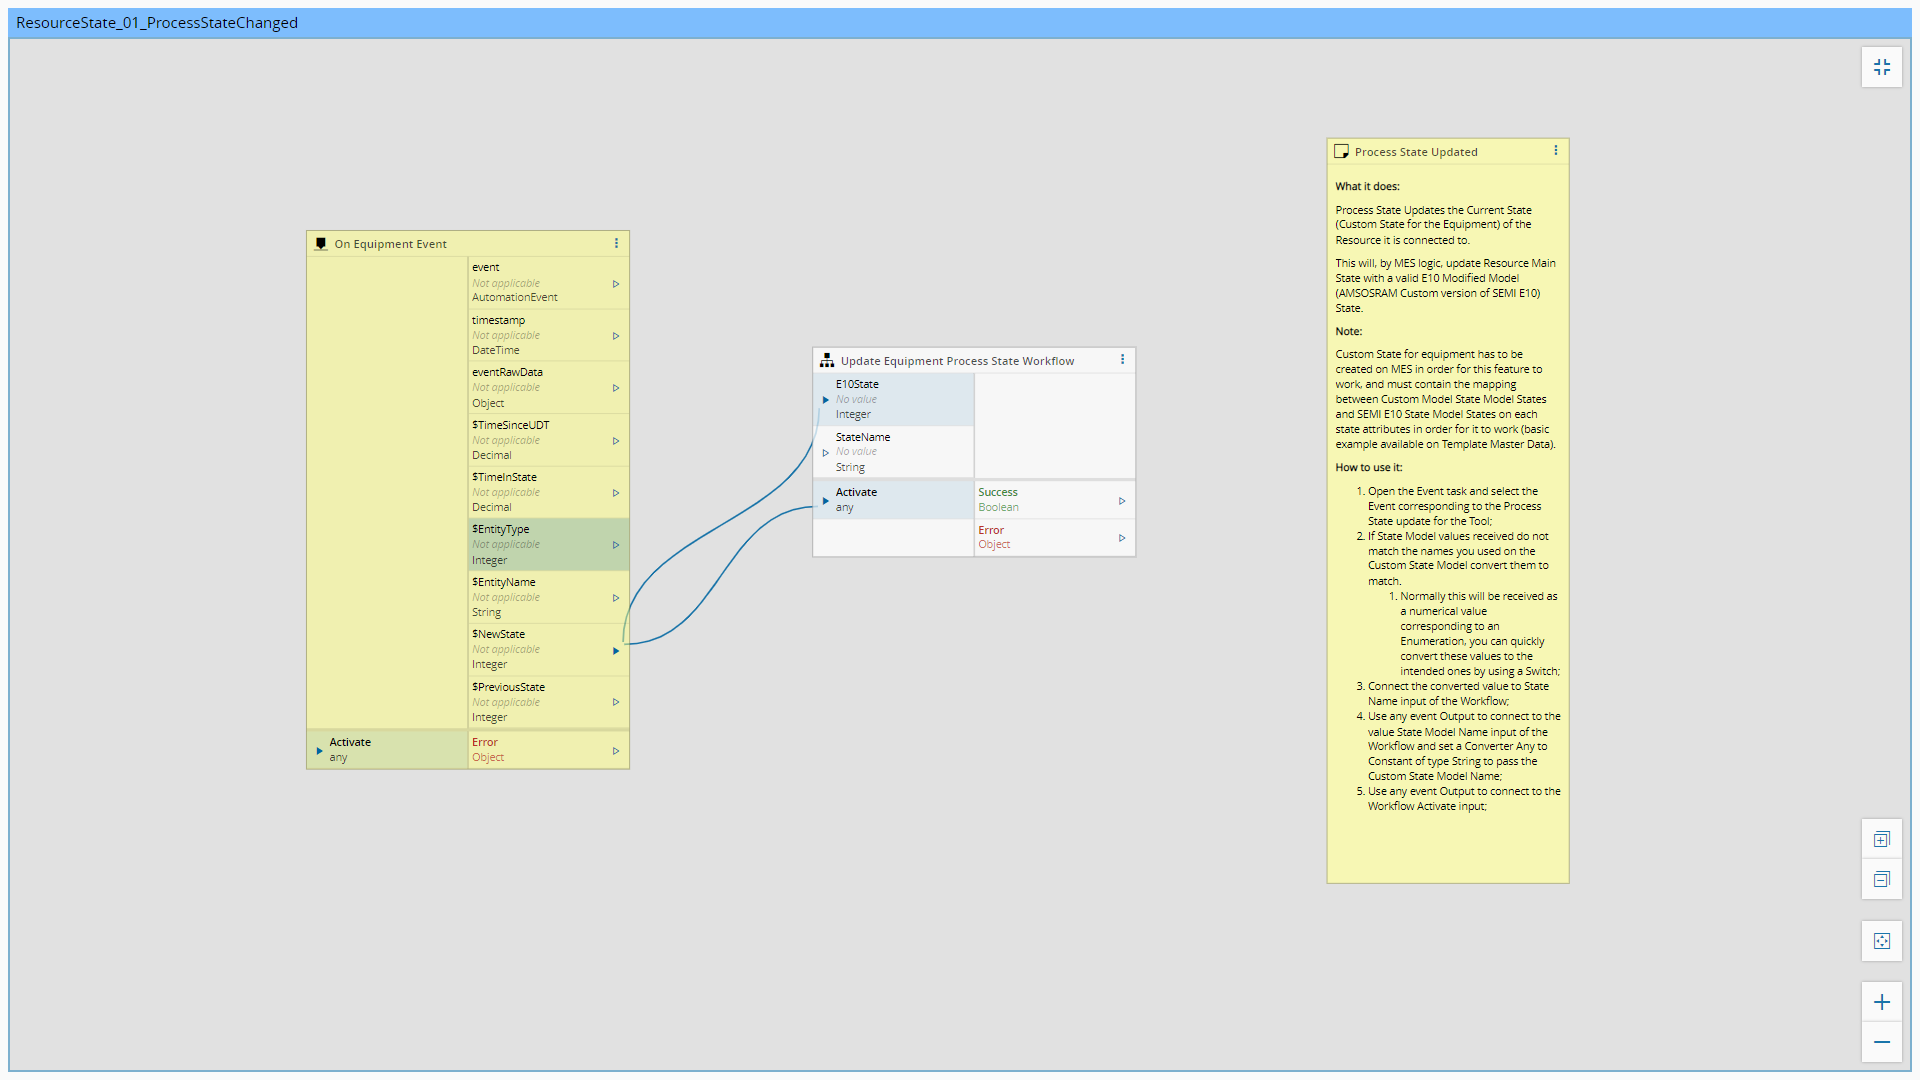 ResourceState_01_ProcessStateChanged
On Equipment Event
event
Not applicable
AutomationEvent
timestamp
Not applicable
DateTime
eventRawData
Not applicable
Object
$TimeSinceUDT
Not applicable
Decimal
$TimeInState
Not applicable
Decimal
$EntityType
Not applicable
Integer
$EntityName
Not applicable
String
$NewState
Not applicable
Integer
$PreviousState
Not applicable
Integer
Activate
any
Error
Object
Update Equipment Process State Workflow
E10State
No value
Integer
StateName
No value
String
Activate
any
Success
Boolean
Error
Object
Process State Updated
What it does:
Process State Updates the Current State
(Custom State for the Equipment) of the
Resource it is connected to.
This will, by MES logic, update Resource Main
State with a valid E10 Modified Model
(AMSOSRAM Custom version of SEMI E10)
State.
Note:
Custom State for equipment has to be
created on MES in order for this feature to
work, and must contain the mapping
between Custom Model State Model States
and SEMI E10 State Model States on each
state attributes in order for it to work (basic
example available on Template Master Data).
How to use it:
1. Open the Event task and select the
Event corresponding to the Process
State update for the Tool;
2. If State Model values received do not
match the names you used on the
Custom State Model convert them to
match.
1. Normally this will be received as
a numerical value
corresponding to an
Enumeration, you can quickly
convert these values to the
intended ones by using a Switch;
3. Connect the converted value to State
Name input of the Workflow;
4. Use any event Output to connect to the
value State Model Name input of the
Workflow and set a Converter Any to
Constant of type String to pass the
Custom State Model Name;
5. Use any event Output to connect to the
Workflow Activate input;